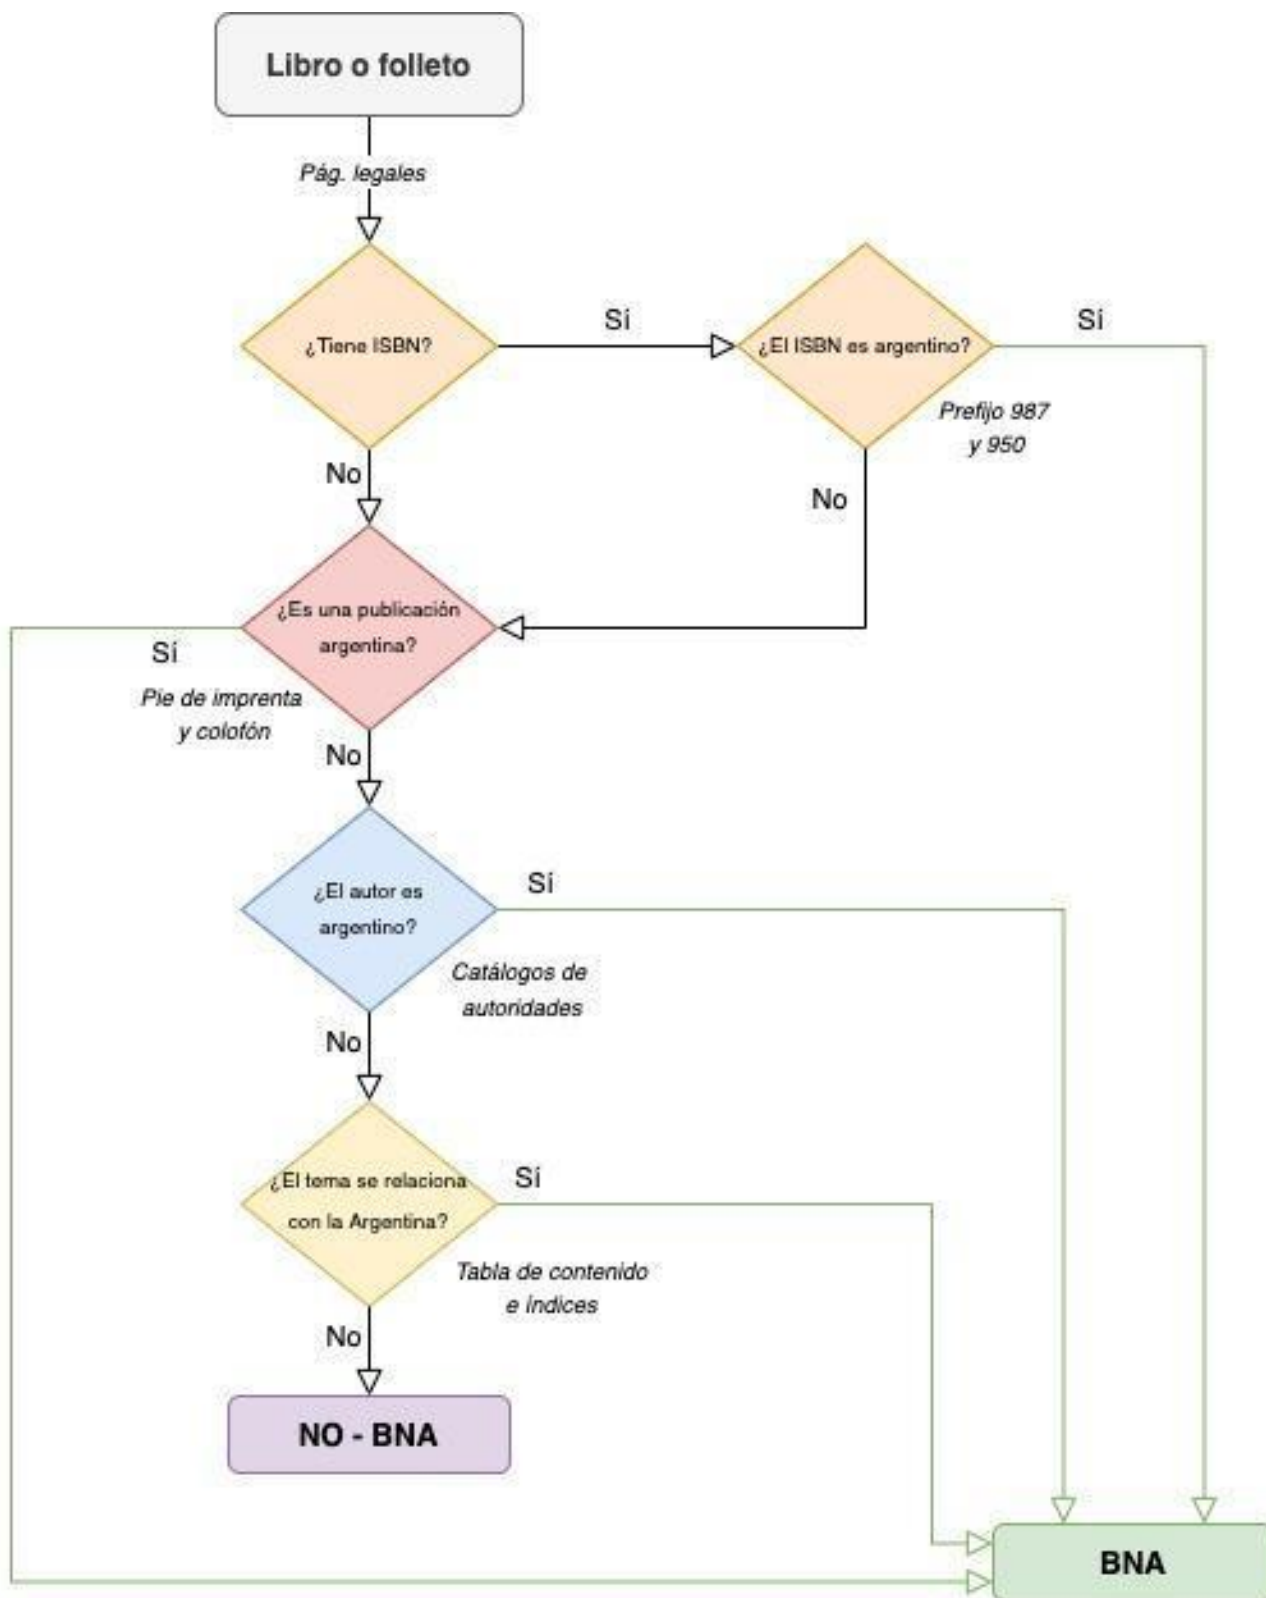 Libro o folleto
Pág. legales
¿Tiene ISBN?
Sí
¿El ISBN es argentino?
Sí
Prefijo 987
y 950
No
No
¿Es una publicación
argentina?
Sí
Pie de imprenta
y colofón
No
¿El autor es
argentino?
Sí
Catálogos de
autoridades
No
¿El tema se relaciona
con la Argentina?
Sí
Tabla de contenido
e índices
No
NO - BNA
BNA